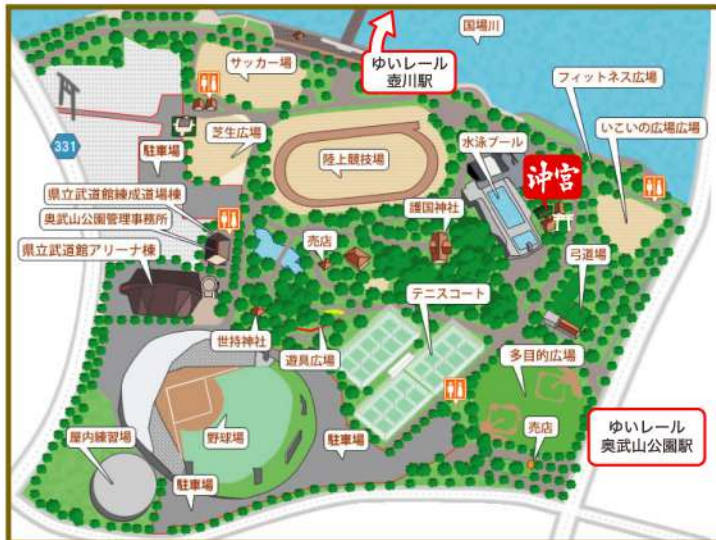 国場川
ゆいレール
壺川駅
サッカー場
フィットネス広場
いこいの広場広場
331
駐車場
芝生広場
陸上競技場
水泳プール
沖宮
県立武道館練成道場棟
奥武山公園管理事務所
県立武道館アリーナ棟
護国神社
売店
弓道場
テニスコート
世持神社
遊具広場
多目的広場
屋内練習場
野球場
駐車場
売店
ゆいレール
奥武山公園駅
駐車場